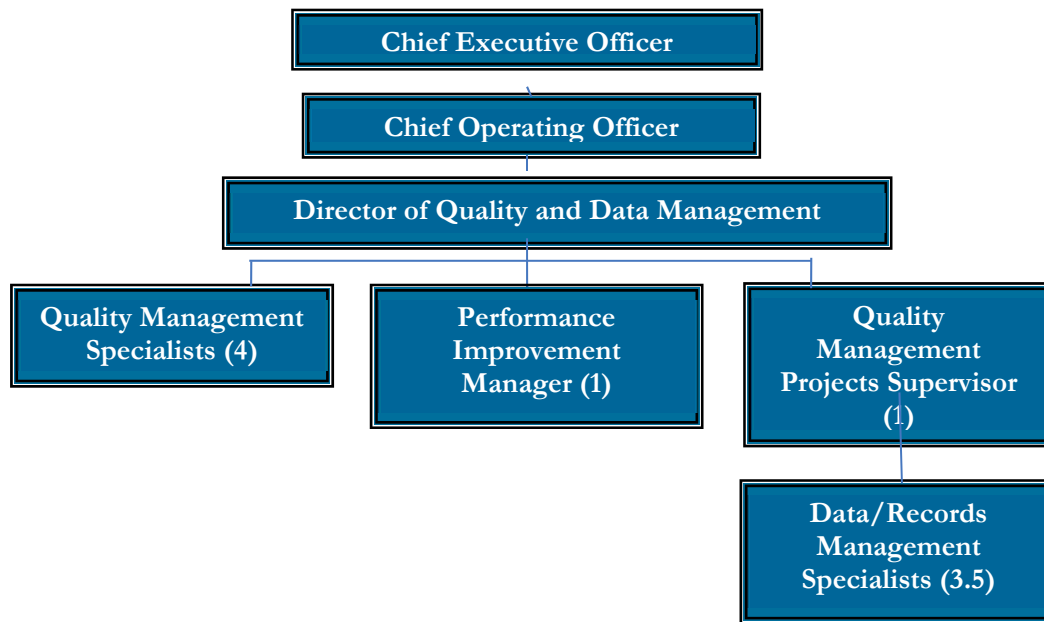 Chief Executive Officer
Chief Operating Officer
Director of Quality and Data Management
Quality Management
Specialists (4)
Performance
Improvement
Manager (1)
Quality
Management
Projects Supervisor
(1)
Data/Records
Management
Specialists (3.5)